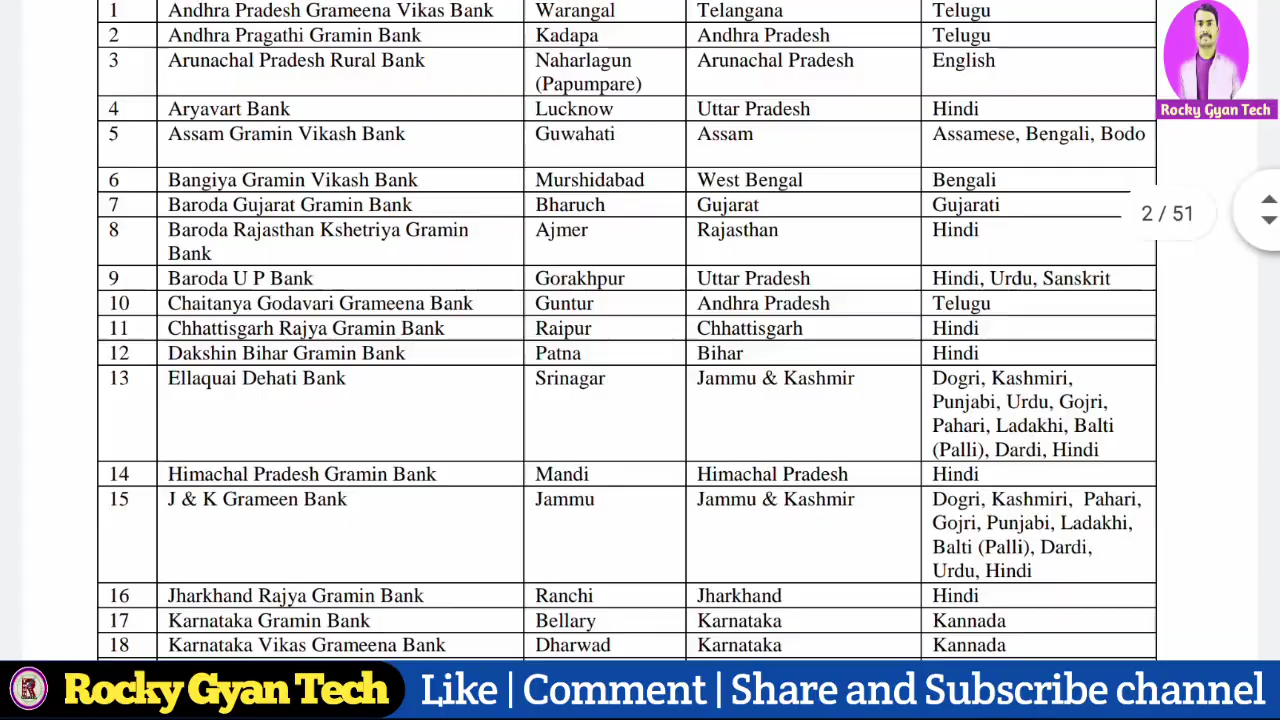 1 Andhra Pradesh Grameena Vikas Bank Warangal Telangana Telugu
2 Andhra Pragathi Gramin Bank Kadapa Andhra Pradesh Telugu
3 Arunachal Pradesh Rural Bank Naharlagun Arunachal Pradesh English
(Papumpare)
Rocky Gyan Tech
4 Aryavart Bank Lucknow Uttar Pradesh Hindi
5 Assam Gramin Vikash Bank Guwahati Assam Assamese, Bengali, Bodo
6 Bangiya Gramin Vikash Bank Murshidabad West Bengal Bengali
7 Baroda Gujarat Gramin Bank Bharuch Gujarat Gujarati
2 / 51
8 Baroda Rajasthan Kshetriya Gramin Ajmer Rajasthan Hindi
Bank
9 Baroda U P Bank Gorakhpur Uttar Pradesh Hindi, Urdu, Sanskrit
10 Chaitanya Godavari Grameena Bank Guntur Andhra Pradesh Telugu
11 Chhattisgarh Rajya Gramin Bank Raipur Chhattisgarh Hindi
12 Dakshin Bihar Gramin Bank Patna Bihar Hindi
13 Ellaquai Dehati Bank Srinagar Jammu & Kashmir Dogri, Kashmiri,
Punjabi, Urdu, Gojri,
Pahari, Ladakhi, Balti
(Palli), Dardi, Hindi
14 Himachal Pradesh Gramin Bank Mandi Himachal Pradesh Hindi
15 J & K Grameen Bank Jammu Jammu & Kashmir Dogri, Kashmiri, Pahari,
Gojri, Punjabi, Ladakhi,
Balti (Palli), Dardi,
Urdu, Hindi
16 Jharkhand Rajya Gramin Bank Ranchi Jharkhand Hindi
17 Karnataka Gramin Bank Bellary Karnataka Kannada
18 Karnataka Vikas Grameena Bank Dharwad Karnataka Kannada
R Rocky Gyan Tech Like | Comment | Share and Subscribe channel